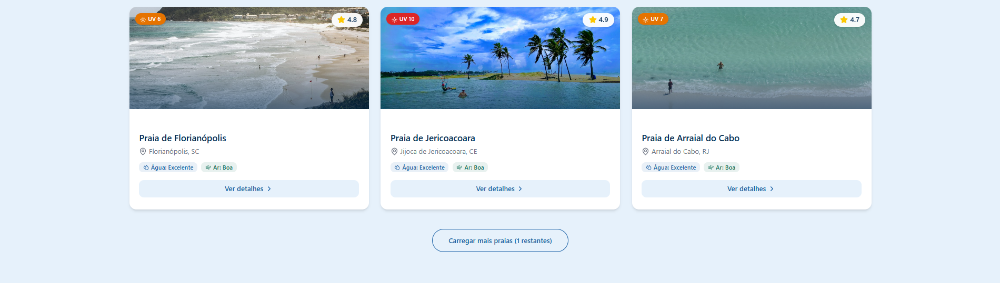 UV 6
4.8
UV 10
4.9
UV 7
4.7
Praia de Florianópolis
Florianópolis, SC
Água: Excelente
Ar: Boa
Ver detalhes
Praia de Jericoacoara
Jijoca de Jericoacoara, CE
Água: Excelente
Ar: Boa
Ver detalhes
Praia de Arraial do Cabo
Arraial do Cabo, RJ
Água: Excelente
Ar: Boa
Ver detalhes
Carregar mais praias (1 restantes)